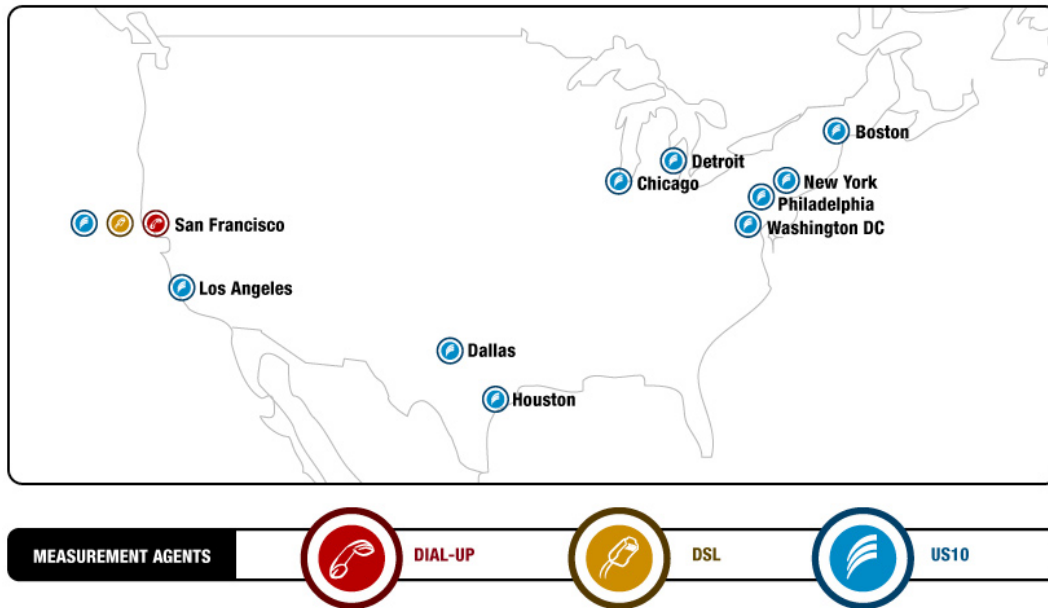 Boston
Detroit
Chicago
New York
Philadelphia
Washington DC
San Francisco
Los Angeles
Dallas
Houston
MEASUREMENT AGENTS
DIAL-UP
DSL
US10